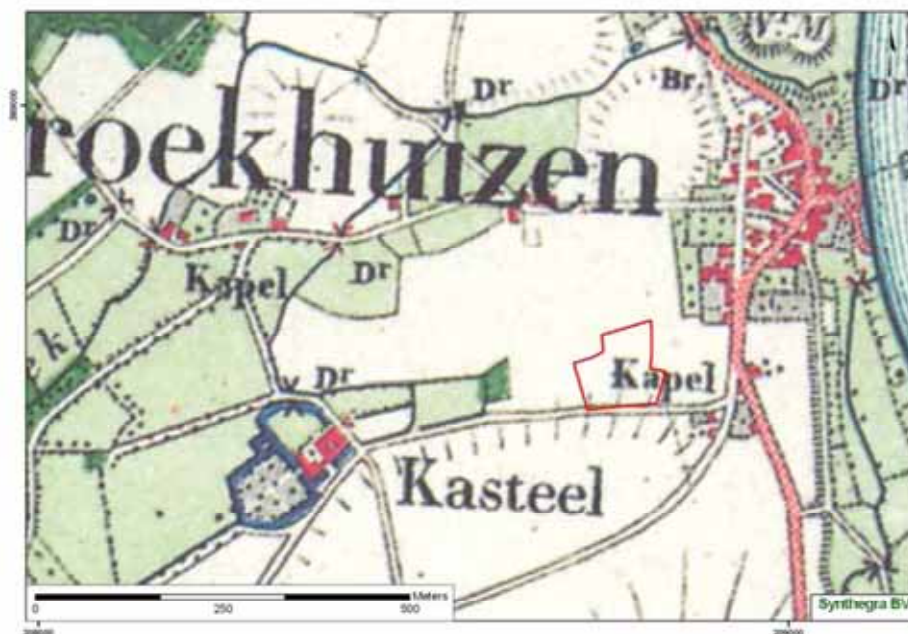 Dr
Dr
Br
roekhuizen
Dr
Kapel
Dr
k
Dr
Kapel
Kasteel
Meters
0 250 500
Synthegra BV